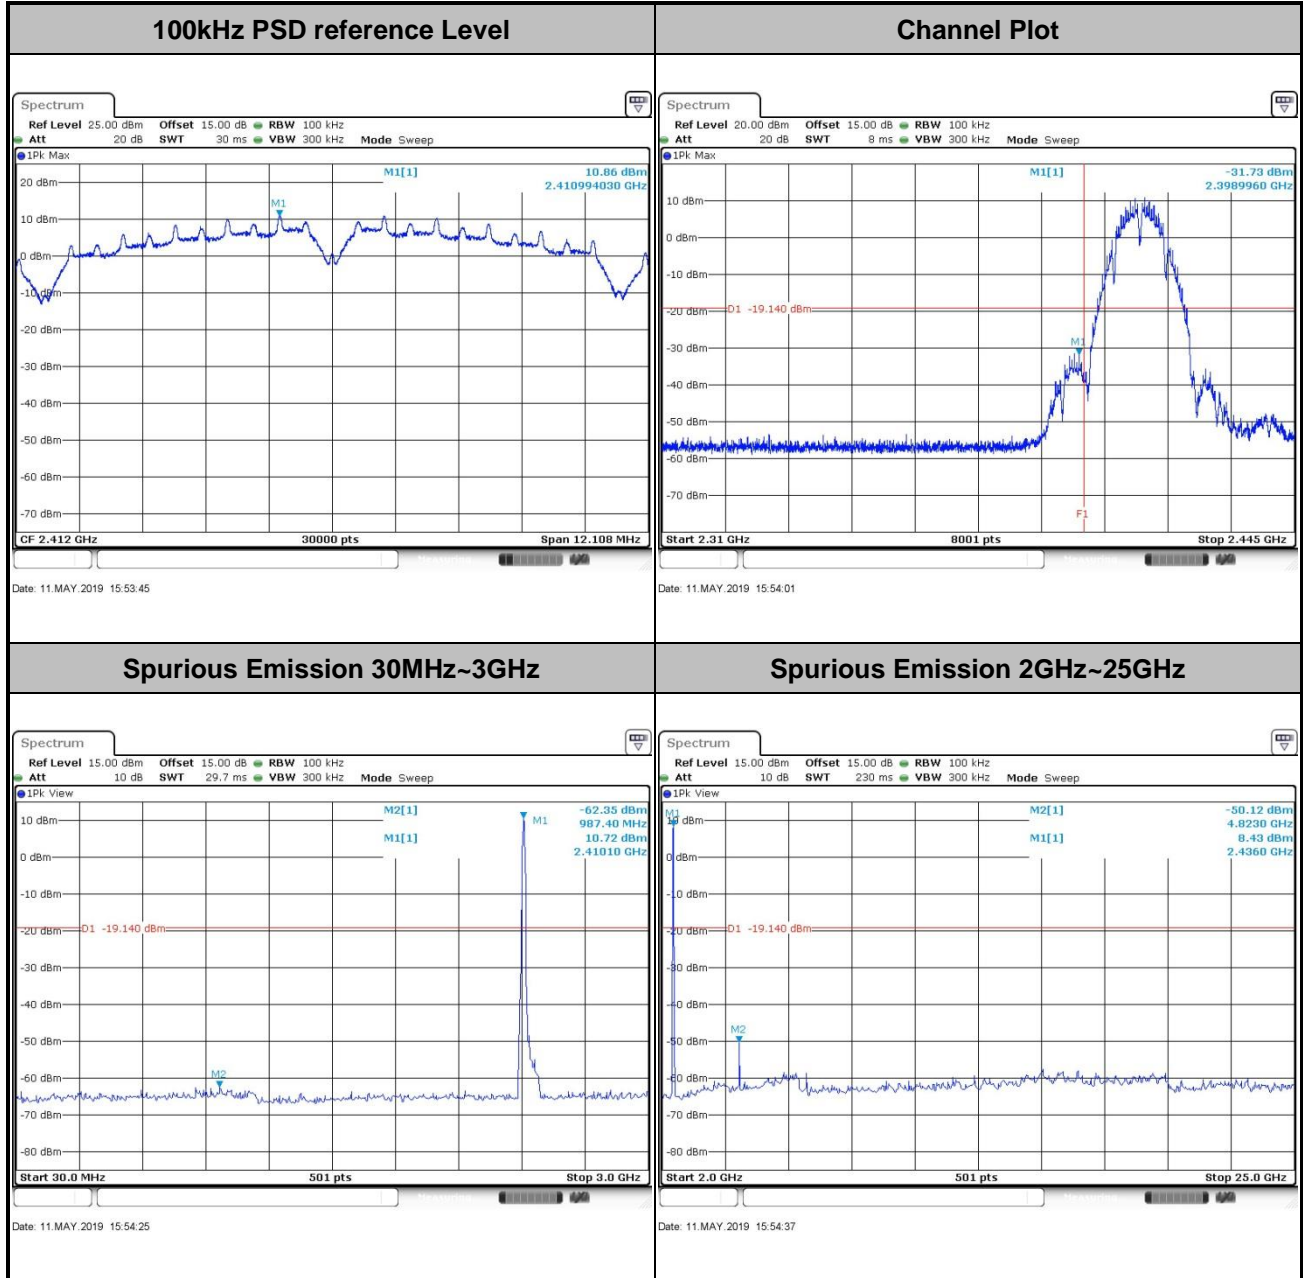 100kHz PSD reference Level
Channel Plot
Spectrum
Ref Level 25.00 dBm Offset 15.00 dB RBW 100 kHz
Att 20 dB SWT 30 ms VBW 300 kHz Mode Sweep
1Pk Max
M1[1] 10.86 dBm
2.410994030 GHz
M1
20 dBm
10 dBm
0 dBm
-10 dBm
-20 dBm
-30 dBm
-40 dBm
-50 dBm
-60 dBm
-70 dBm
CF 2.412 GHz 30000 pts Span 12.108 MHz
Date: 11.MAY.2019 15:53:45
Spectrum
Ref Level 20.00 dBm Offset 15.00 dB RBW 100 kHz
Att 20 dB SWT 8 ms VBW 300 kHz Mode Sweep
1Pk Max
M1[1] -31.73 dBm
2.3989960 GHz
10 dBm
0 dBm
-10 dBm
-20 dBm D1 -19.140 dBm
-30 dBm
M1
-40 dBm
-50 dBm
-60 dBm
-70 dBm
F1
Start 2.31 GHz 8001 pts Stop 2.445 GHz
Date: 11.MAY.2019 15:54:01
Spurious Emission 30MHz~3GHz
Spurious Emission 2GHz~25GHz
Spectrum
Ref Level 15.00 dBm Offset 15.00 dB RBW 100 kHz
Att 10 dB SWT 29.7 ms VBW 300 kHz Mode Sweep
1Pk View
M2[1] -62.35 dBm
987.40 MHz
M1[1] 10.72 dBm
2.41010 GHz
M1
10 dBm
0 dBm
-10 dBm
-20 dBm D1 -19.140 dBm
-30 dBm
-40 dBm
-50 dBm
-60 dBm
M2
-70 dBm
-80 dBm
Start 30.0 MHz 501 pts Stop 3.0 GHz
Date: 11.MAY.2019 15:54:25
Spectrum
Ref Level 15.00 dBm Offset 15.00 dB RBW 100 kHz
Att 10 dB SWT 230 ms VBW 300 kHz Mode Sweep
1Pk View
M2[1] -50.12 dBm
4.8230 GHz
M1[1] 8.43 dBm
2.4360 GHz
M1
10 dBm
0 dBm
-10 dBm
-20 dBm D1 -19.140 dBm
-30 dBm
-40 dBm
M2
-50 dBm
-60 dBm
-70 dBm
-80 dBm
Start 2.0 GHz 501 pts Stop 25.0 GHz
Date: 11.MAY.2019 15:54:37